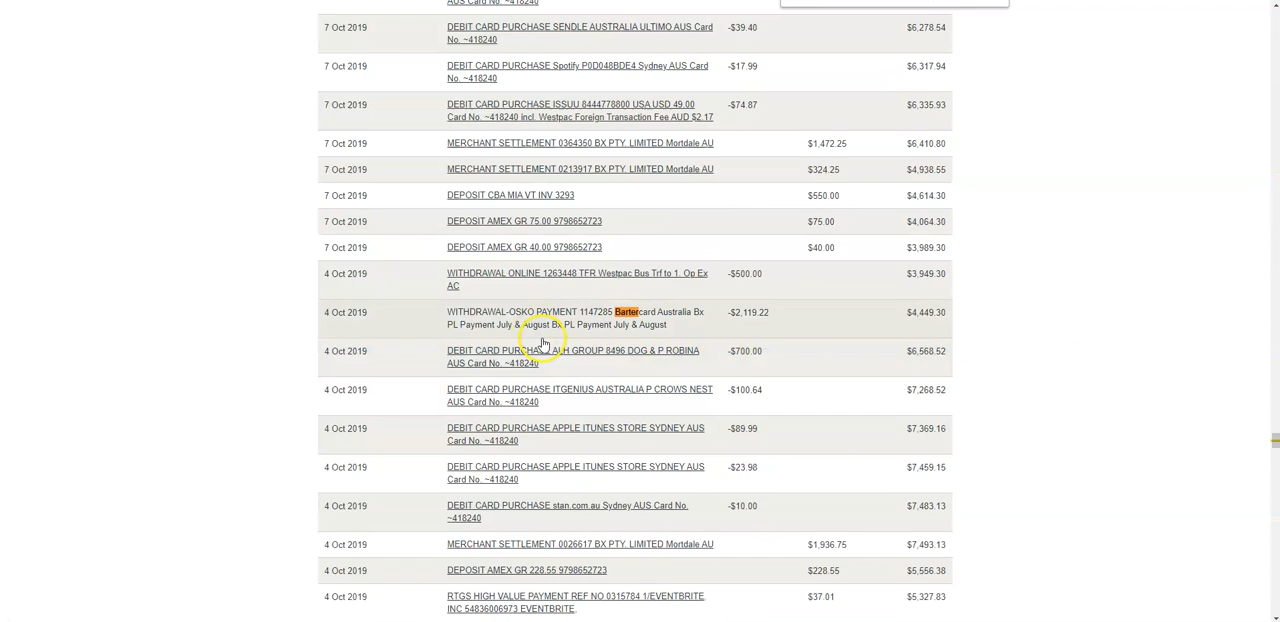 AUS Card No. ~418240
7 Oct 2019 DEBIT CARD PURCHASE SENDLE AUSTRALIA ULTIMO AUS Card -$39.40 $6,278.54
No. ~418240
7 Oct 2019 DEBIT CARD PURCHASE Spotify P0D048BDE4 Sydney AUS Card -$17.99 $6,317.94
No. ~418240
7 Oct 2019 DEBIT CARD PURCHASE ISSUU 8444778800 USA USD 49.00 -$74.87 $6,335.93
Card No. ~418240 incl. Westpac Foreign Transaction Fee AUD $2.17
7 Oct 2019 MERCHANT SETTLEMENT 0364350 BX PTY. LIMITED Mortdale AU $1,472.25 $6,410.80
7 Oct 2019 MERCHANT SETTLEMENT 0213917 BX PTY. LIMITED Mortdale AU $324.25 $4,938.55
7 Oct 2019 DEPOSIT CBA MIA VT INV 3293 $550.00 $4,614.30
7 Oct 2019 DEPOSIT AMEX GR 75.00 9798652723 $75.00 $4,064.30
7 Oct 2019 DEPOSIT AMEX GR 40.00 9798652723 $40.00 $3,989.30
4 Oct 2019 WITHDRAWAL ONLINE 1263448 TFR Westpac Bus Trf to 1. Op Ex -$500.00 $3,949.30
AC
4 Oct 2019 WITHDRAWAL-OSKO PAYMENT 1147285 Bartercard Australia Bx -$2,119.22 $4,449.30
PL Payment July & August Bx PL Payment July & August
4 Oct 2019 DEBIT CARD PURCHASE ALH GROUP 8496 DOG & P ROBINA -$700.00 $6,568.52
AUS Card No. ~418240
4 Oct 2019 DEBIT CARD PURCHASE ITGENIUS AUSTRALIA P CROWS NEST -$100.64 $7,268.52
AUS Card No. ~418240
4 Oct 2019 DEBIT CARD PURCHASE APPLE ITUNES STORE SYDNEY AUS -$89.99 $7,369.16
Card No. ~418240
4 Oct 2019 DEBIT CARD PURCHASE APPLE ITUNES STORE SYDNEY AUS -$23.98 $7,459.15
Card No. ~418240
4 Oct 2019 DEBIT CARD PURCHASE stan.com.au Sydney AUS Card No. -$10.00 $7,483.13
~418240
4 Oct 2019 MERCHANT SETTLEMENT 0026617 BX PTY. LIMITED Mortdale AU $1,936.75 $7,493.13
4 Oct 2019 DEPOSIT AMEX GR 228.55 9798652723 $228.55 $5,556.38
4 Oct 2019 RTGS HIGH VALUE PAYMENT REF NO 0315784 1/EVENTBRITE, $37.01 $5,327.83
INC 54836006973 EVENTBRITE,